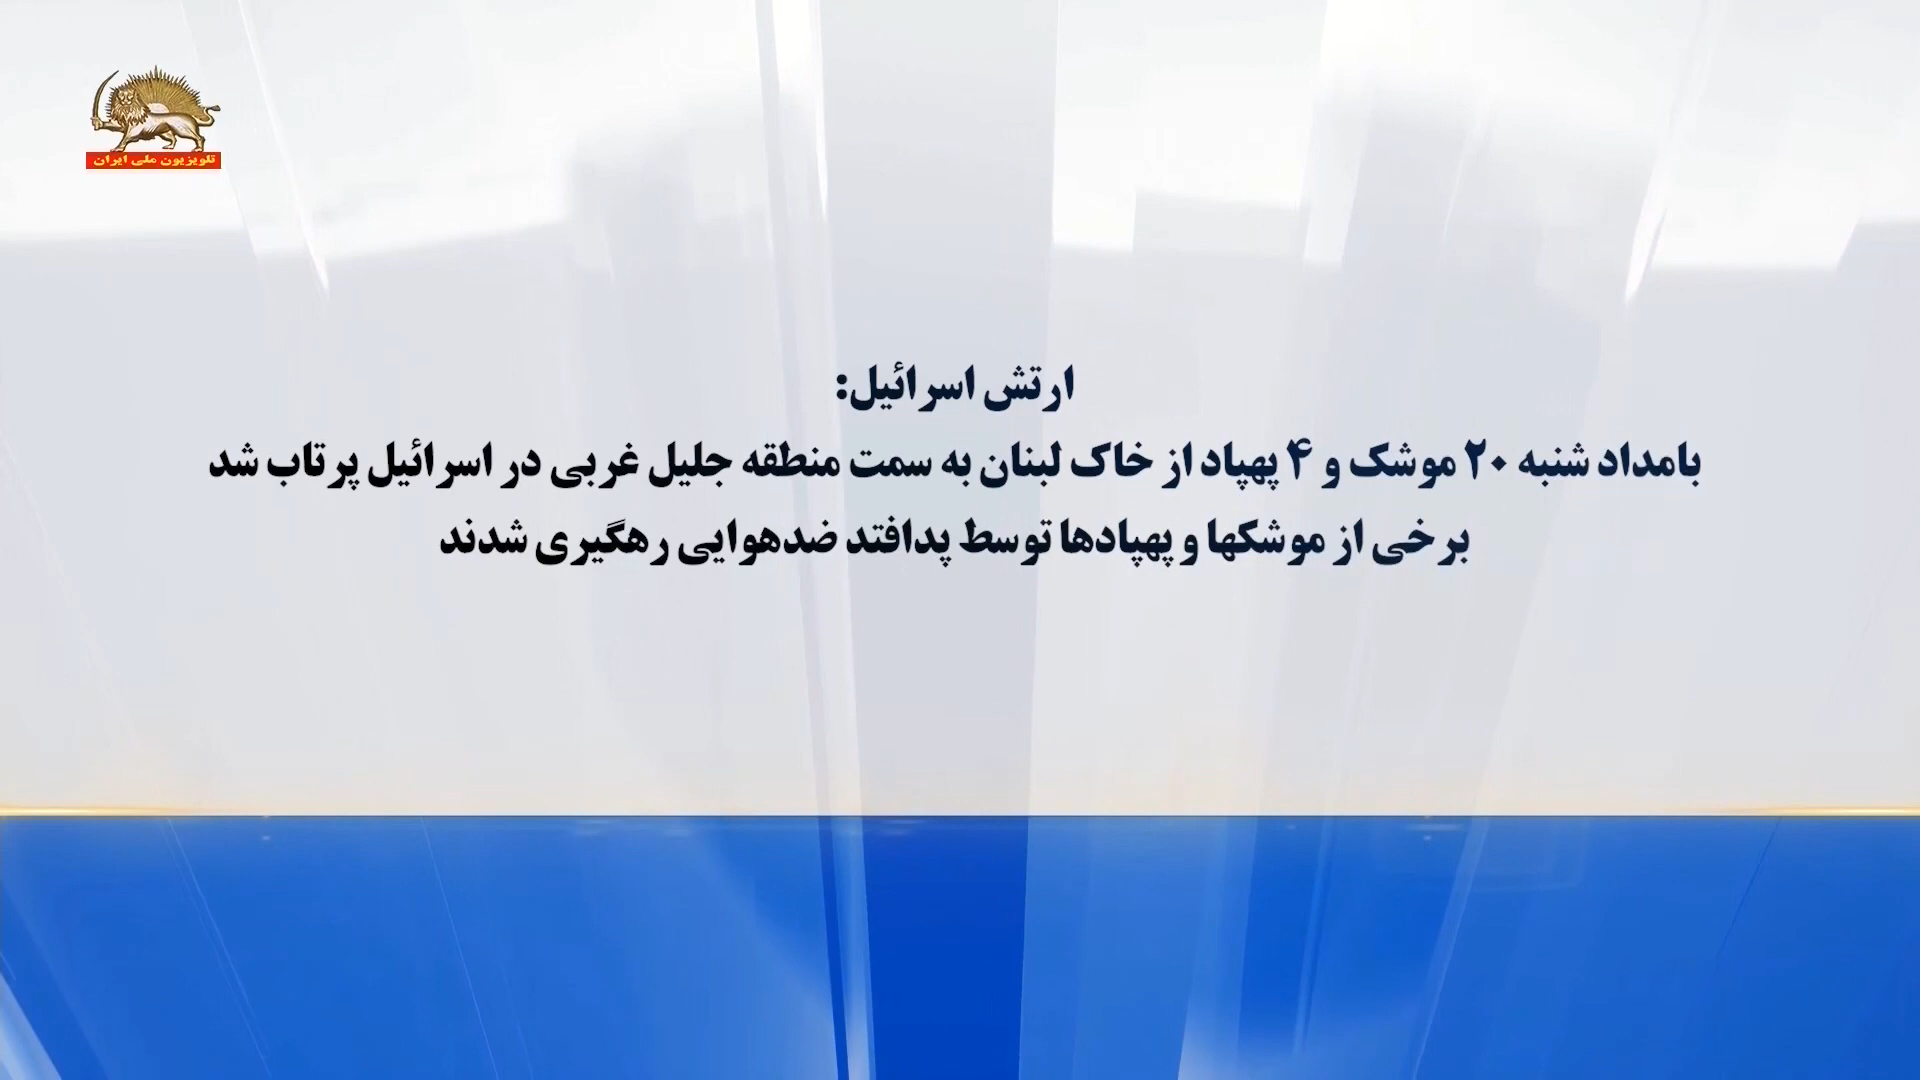 تلویزیون ملی ایران
ارتش اسرائیل:
بامداد شنبه ۲۰ موشک و ۴ پهپاد از خاک لبنان به سمت منطقه جلیل غربی در اسرائیل پرتاب شد
برخی از موشکها و پهپادها توسط پدافتد ضدهوایی رهگیری شدند